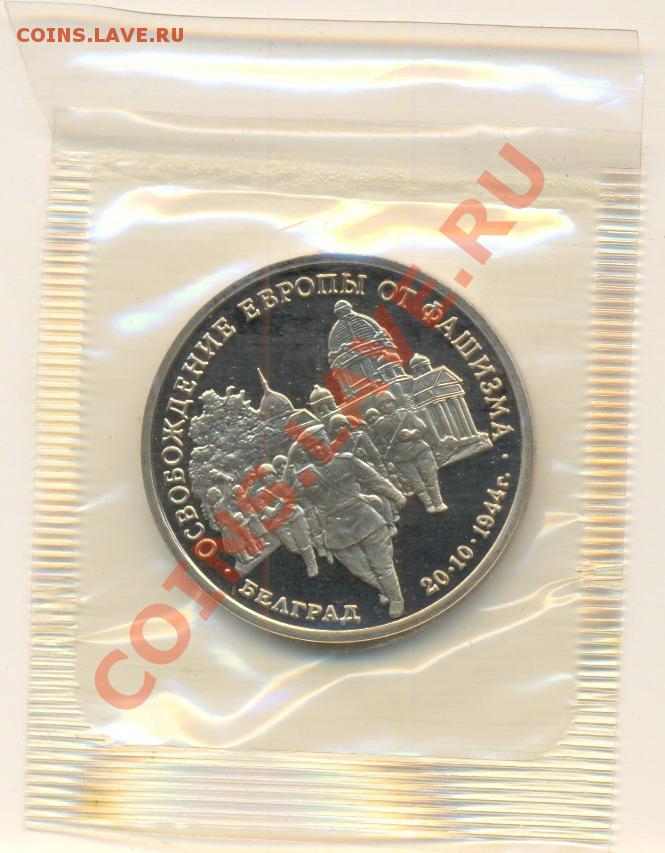 COINS.LAVE.RU
COINS.LAVE.RU
· ОСВОБОЖДЕНИЕ ЕВРОПЫ ОТ ФАШИЗМА ·
БЕЛГРАД 20·10·1944г.